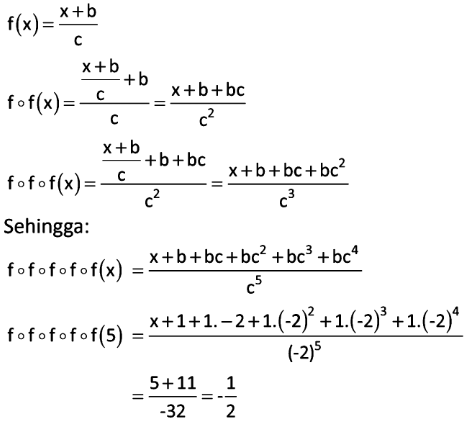 f(x) = (x+b)/c
f∘f(x) = ((x+b)/c + b)/c = (x+b+bc)/c²
f∘f∘f(x) = ((x+b)/c + b+bc)/c² = (x+b+bc+bc²)/c³
Sehingga:
f∘f∘f∘f∘f(x) = (x+b+bc+bc²+bc³+bc⁴)/c⁵
f∘f∘f∘f∘f(5) = (x+1+1.−2+1.(-2)²+1.(-2)³+1.(-2)⁴)/(-2)⁵
= (5+11)/-32 = -1/2